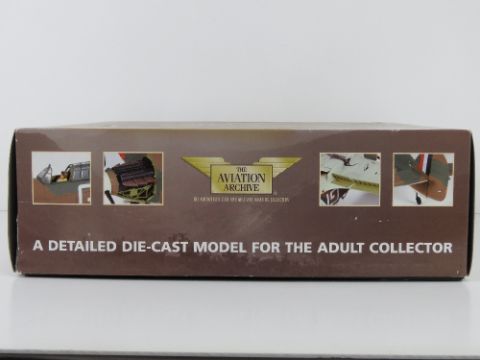 THE
AVIATION
ARCHIVE
A DETAILED DIE-CAST MODEL FOR THE ADULT COLLECTOR